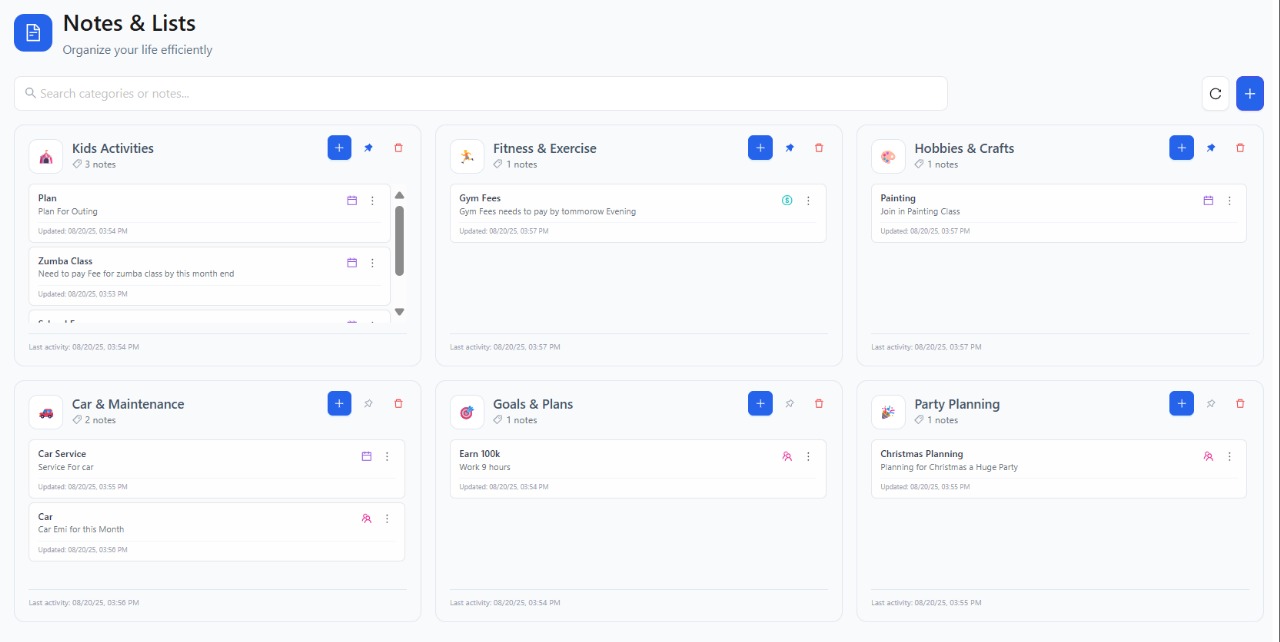 Notes & Lists
Organize your life efficiently
Search categories or notes...
Kids Activities
3 notes
Plan
Plan For Outing
Updated: 08/20/25, 03:54 PM
Zumba Class
Need to pay Fee for zumba class by this month end
Updated: 08/20/25, 03:53 PM
Last activity: 08/20/25, 03:54 PM
Fitness & Exercise
1 notes
Gym Fees
Gym Fees needs to pay by tommorow Evening
Updated: 08/20/25, 03:57 PM
Last activity: 08/20/25, 03:57 PM
Hobbies & Crafts
1 notes
Painting
Join in Painting Class
Updated: 08/20/25, 03:57 PM
Last activity: 08/20/25, 03:57 PM
Car & Maintenance
2 notes
Car Service
Service For car
Updated: 08/20/25, 03:55 PM
Car
Car Emi for this Month
Updated: 08/20/25, 03:56 PM
Last activity: 08/20/25, 03:56 PM
Goals & Plans
1 notes
Earn 100k
Work 9 hours
Updated: 08/20/25, 03:54 PM
Last activity: 08/20/25, 03:54 PM
Party Planning
1 notes
Christmas Planning
Planning for Christmas a Huge Party
Updated: 08/20/25, 03:55 PM
Last activity: 08/20/25, 03:55 PM